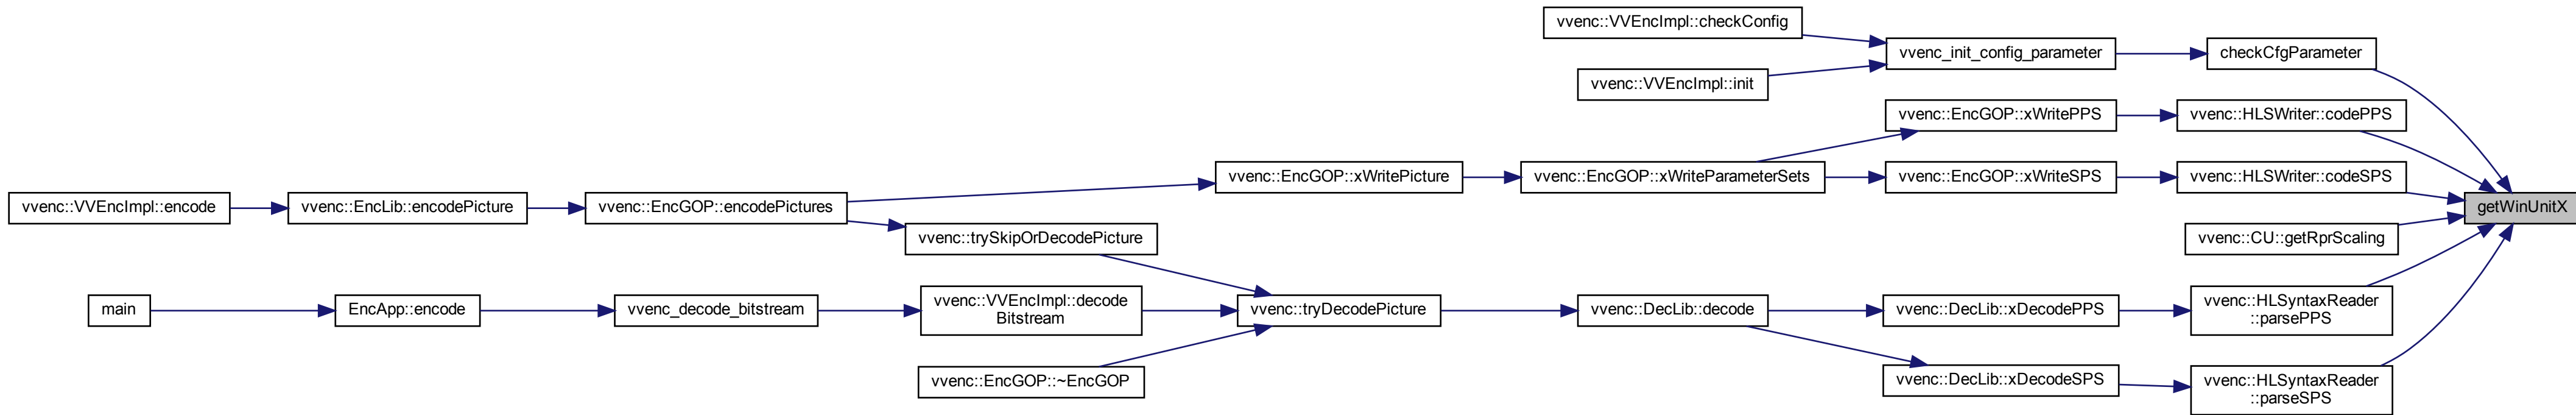 vvenc::VVEncImpl::checkConfig
vvenc_init_config_parameter
checkCfgParameter
vvenc::VVEncImpl::init
vvenc::EncGOP::xWritePPS
vvenc::HLSWriter::codePPS
vvenc::EncGOP::xWritePicture
vvenc::EncGOP::xWriteParameterSets
vvenc::EncGOP::xWriteSPS
vvenc::HLSWriter::codeSPS
vvenc::VVEncImpl::encode
vvenc::EncLib::encodePicture
vvenc::EncGOP::encodePictures
getWinUnitX
vvenc::trySkipOrDecodePicture
vvenc::CU::getRprScaling
main
EncApp::encode
vvenc_decode_bitstream
vvenc::VVEncImpl::decode
Bitstream
vvenc::tryDecodePicture
vvenc::DecLib::decode
vvenc::DecLib::xDecodePPS
vvenc::HLSyntaxReader
::parsePPS
vvenc::EncGOP::~EncGOP
vvenc::DecLib::xDecodeSPS
vvenc::HLSyntaxReader
::parseSPS